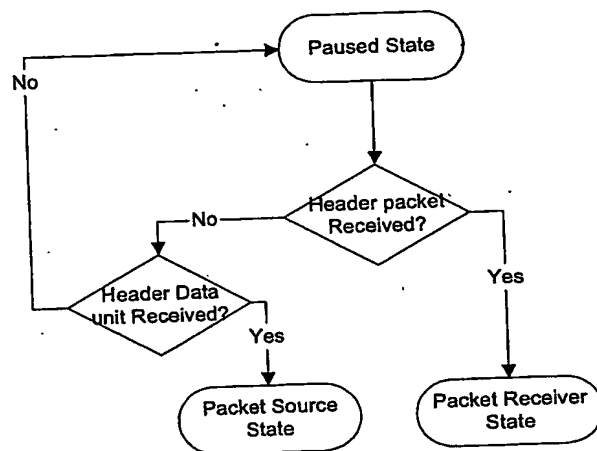 Paused State
No
Header packet
Received?
No
Yes
Header Data
unit Received?
Yes
Packet Source
State
Packet Receiver
State